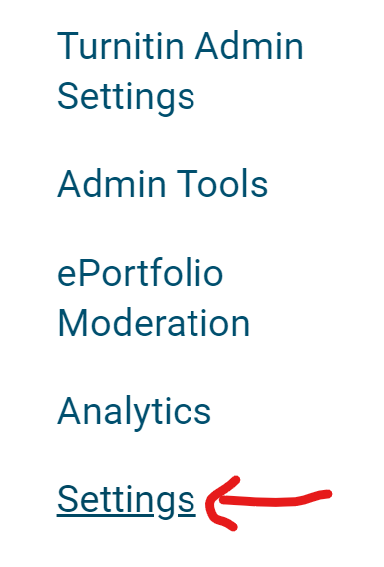 Turnitin Admin
Settings
Admin Tools
ePortfolio
Moderation
Analytics
Settings